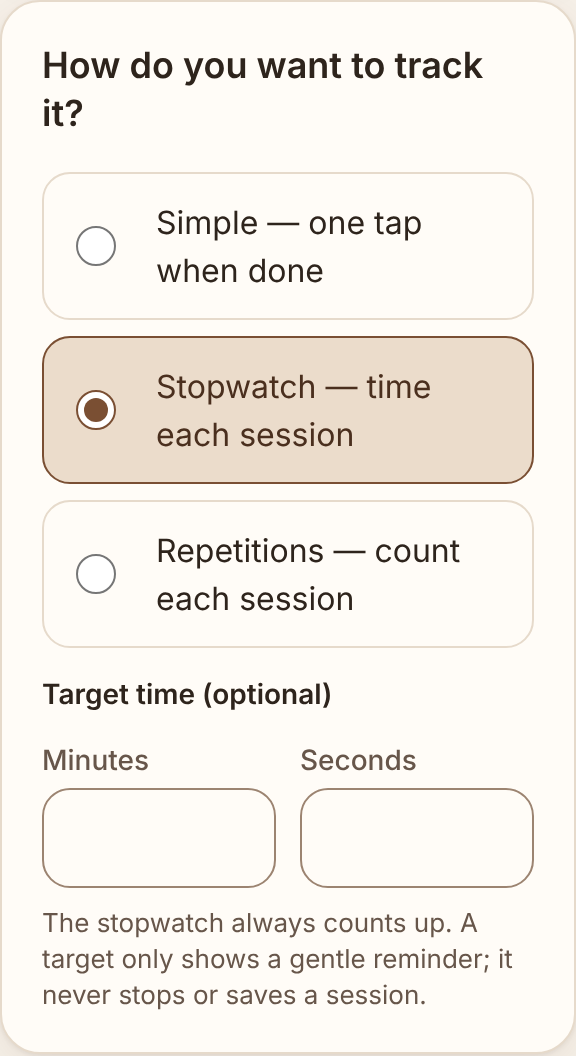 How do you want to track
it?
Simple — one tap
when done
Stopwatch — time
each session
Repetitions — count
each session
Target time (optional)
Minutes
Seconds
The stopwatch always counts up. A
target only shows a gentle reminder; it
never stops or saves a session.